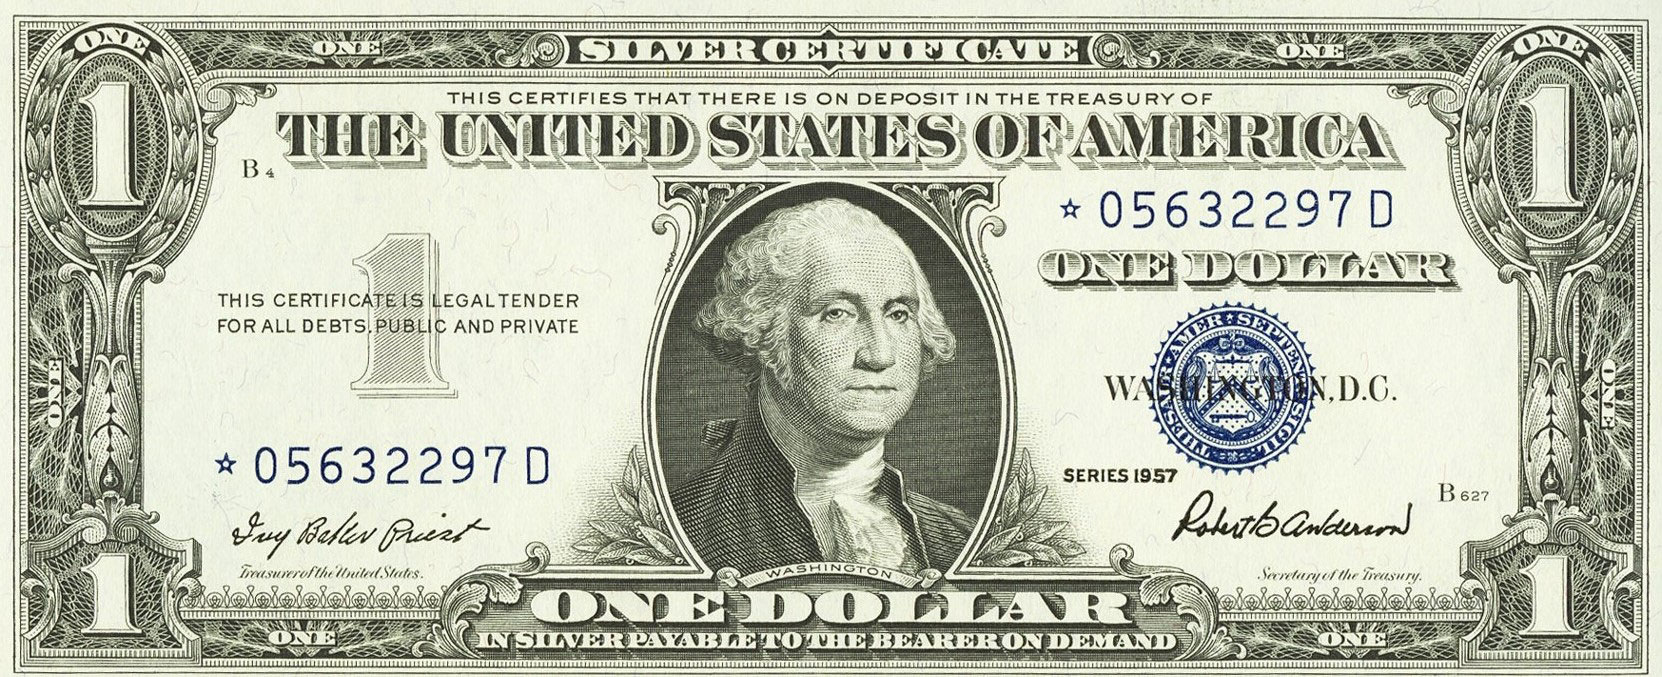 ONE
ONE
SILVER CERTIFICATE
ONE
ONE
1
1
THIS CERTIFIES THAT THERE IS ON DEPOSIT IN THE TREASURY OF
THE UNITED STATES OF AMERICA
B 4
☆ 05632297 D
ONE DOLLAR
1
THIS CERTIFICATE IS LEGAL TENDER
FOR ALL DEBTS, PUBLIC AND PRIVATE
WASHINGTON, D.C.
THESAUR. AMER. SEPTENT. SIGIL.
ONE
ONE
☆ 05632297 D
SERIES 1957
B 627
Ivy Baker Priest
Treasurer of the United States.
Robert B Anderson
Secretary of the Treasury.
WASHINGTON
1
ONE DOLLAR
1
ONE
IN SILVER PAYABLE TO THE BEARER ON DEMAND
ONE